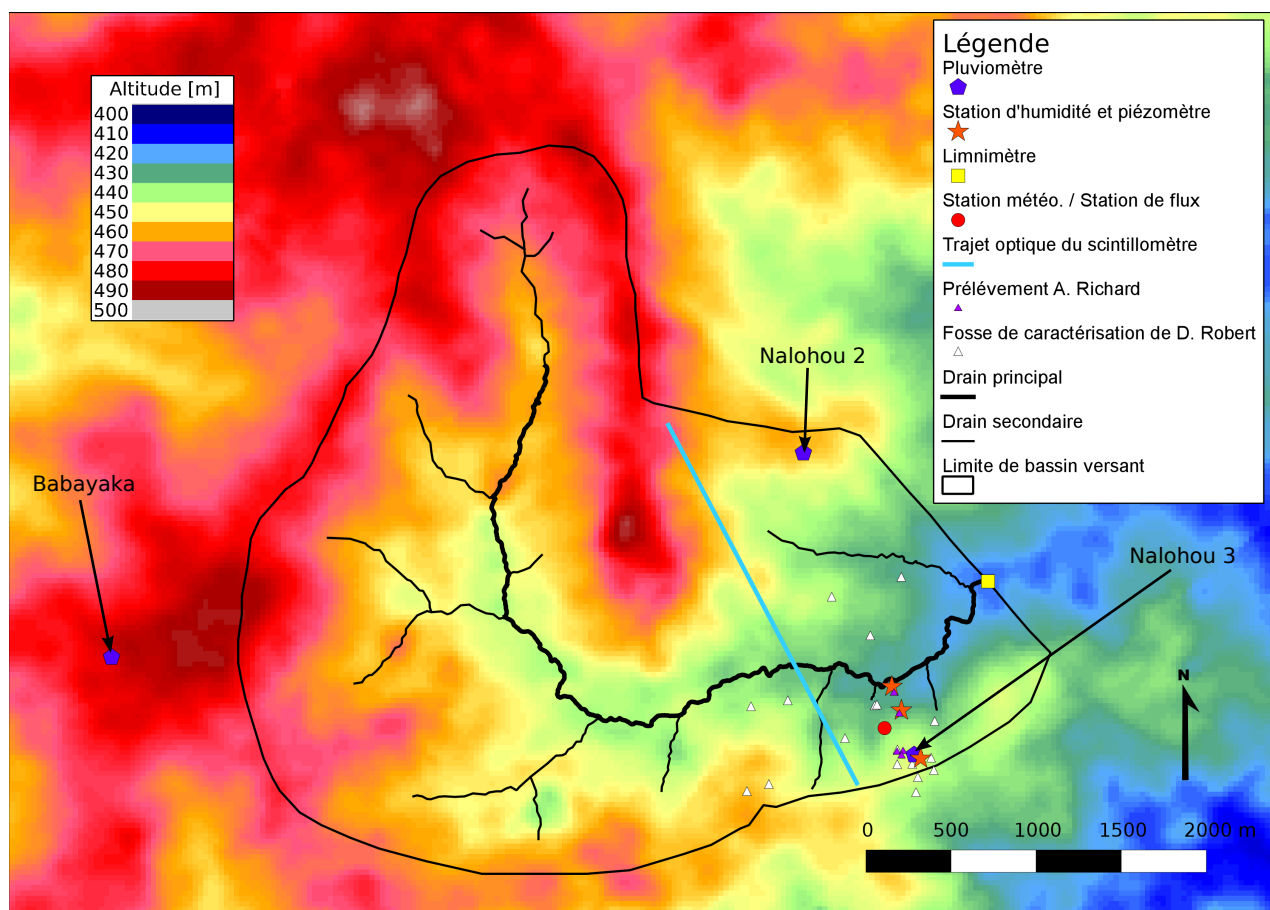 Altitude [m]
400
410
420
430
440
450
460
470
480
490
500
Légende
Pluviomètre
Station d'humidité et piézomètre
Limnimètre
Station météo. / Station de flux
Trajet optique du scintillomètre
Prélévement A. Richard
Fosse de caractérisation de D. Robert
Drain principal
Drain secondaire
Limite de bassin versant
Nalohou 2
Babayaka
Nalohou 3
N
0 500 1000 1500 2000 m